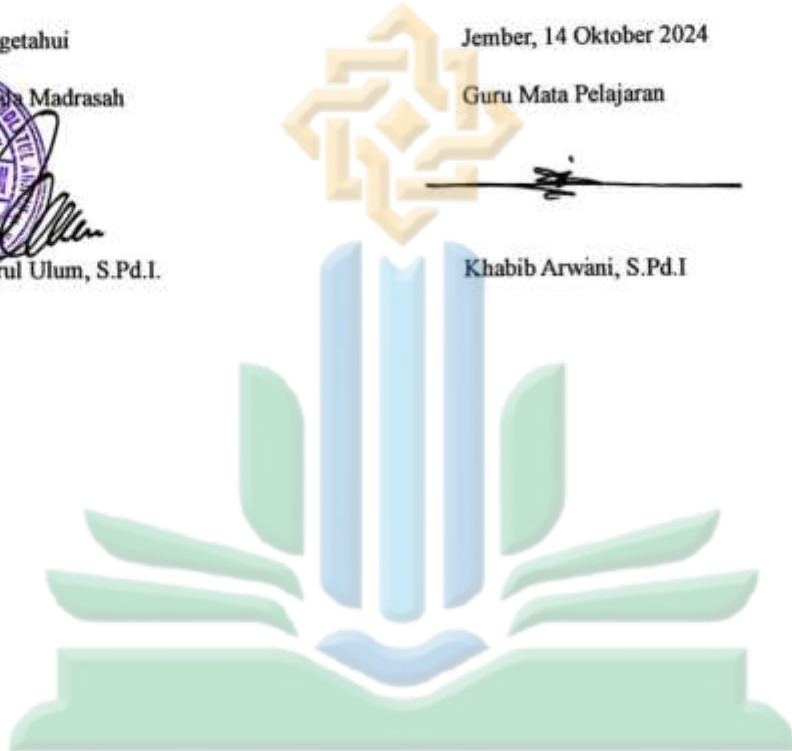 getahui
Jember, 14 Oktober 2024
Madrasah
Guru Mata Pelajaran
rul Ulum, S.Pd.I.
Khabib Arwani, S.Pd.I